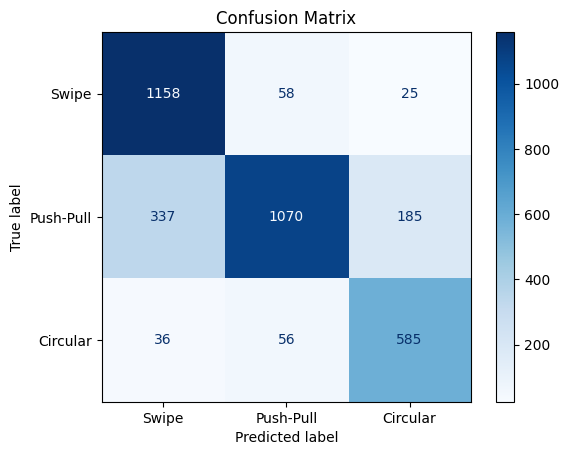 Confusion Matrix
Swipe 1158 58 25
Push-Pull 337 1070 185
Circular 36 56 585
Swipe Push-Pull Circular
Predicted label
True label
1000
800
600
400
200